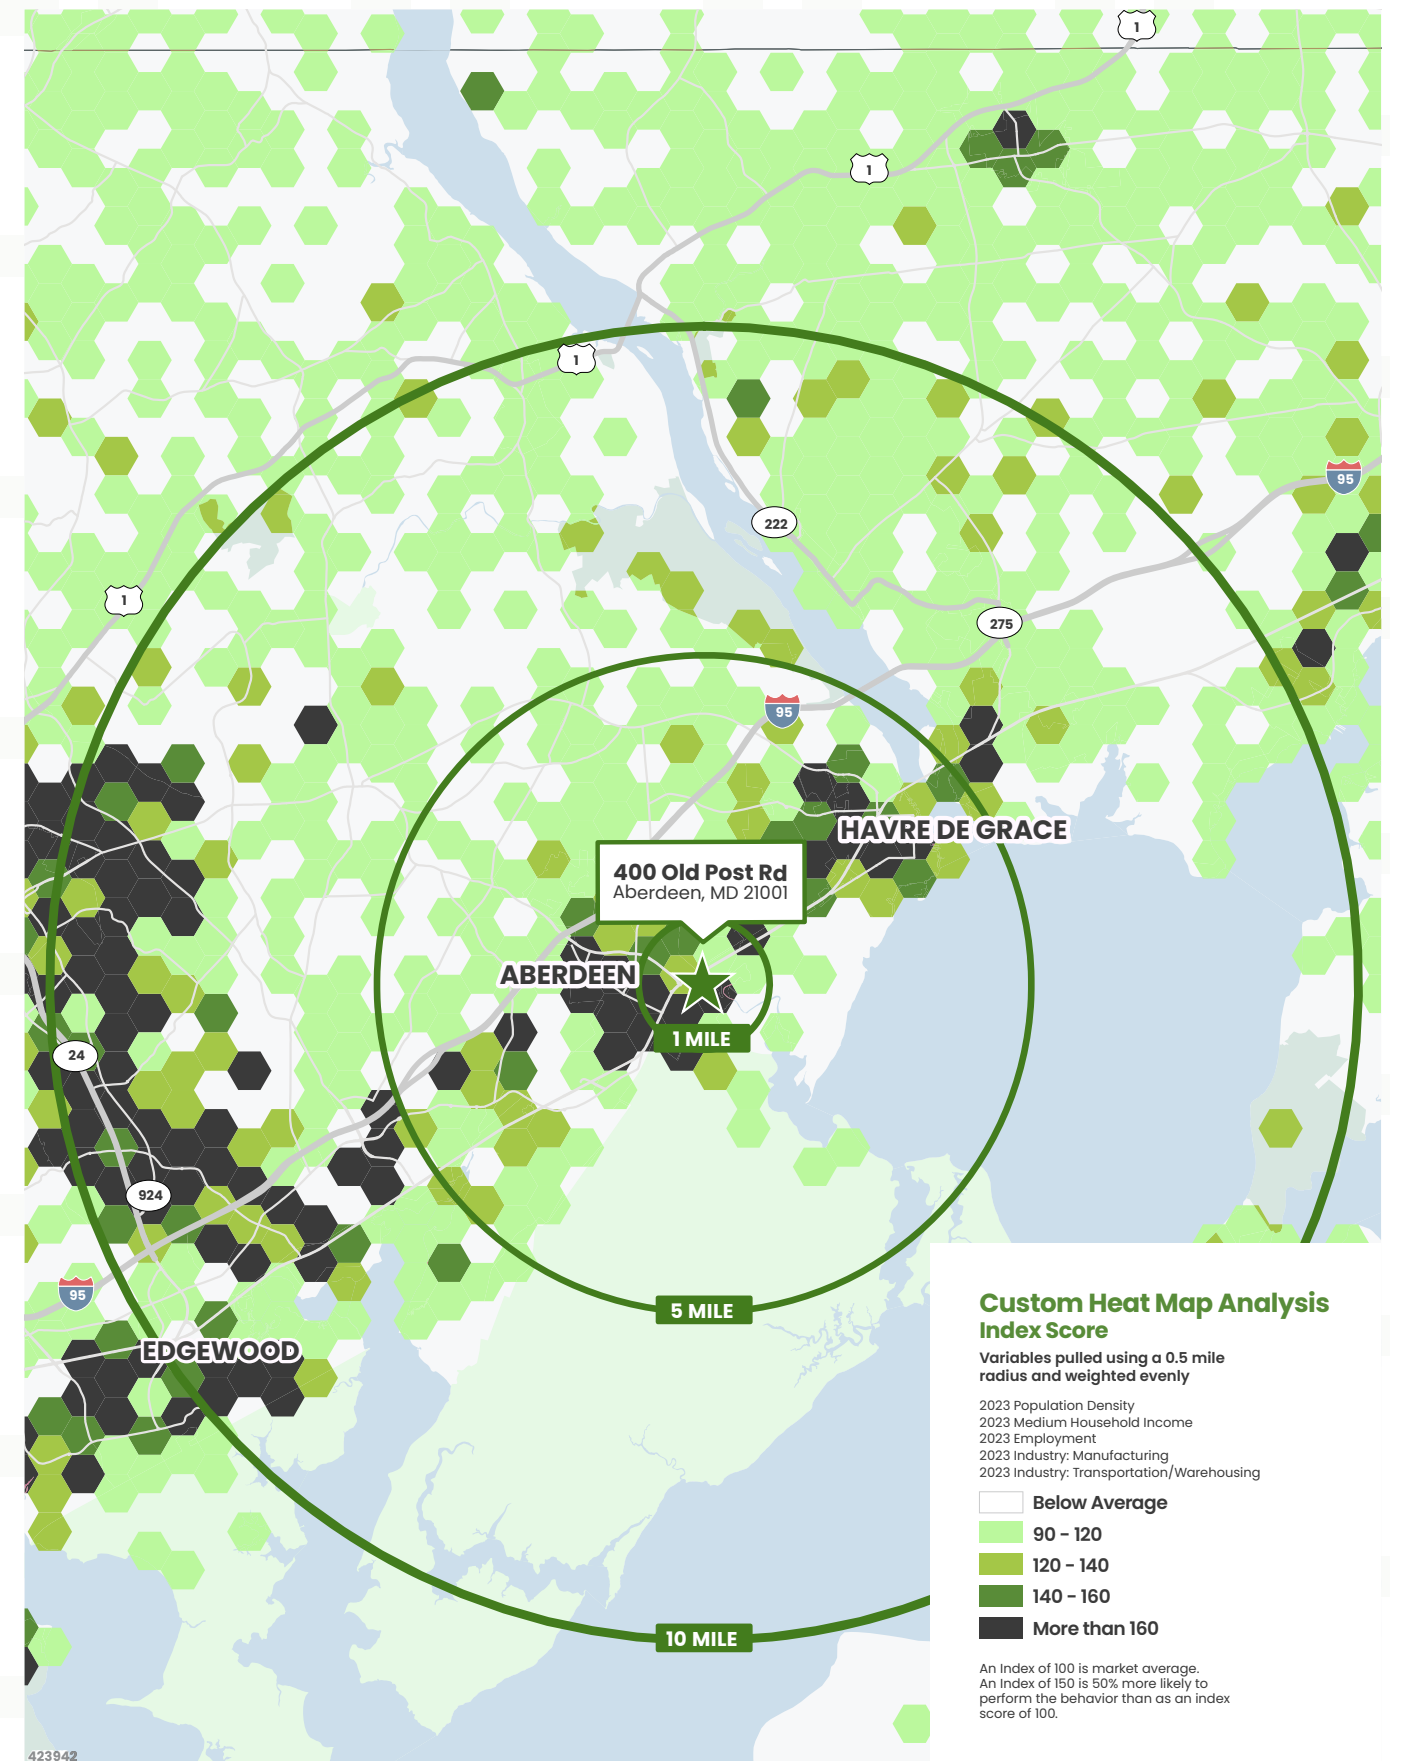 1
1
1
95
222
1
275
95
HAVRE DE GRACE
400 Old Post Rd
Aberdeen, MD 21001
ABERDEEN
1 MILE
24
924
95
5 MILE
EDGEWOOD
10 MILE
Custom Heat Map Analysis
Index Score
Variables pulled using a 0.5 mile
radius and weighted evenly
2023 Population Density
2023 Medium Household Income
2023 Employment
2023 Industry: Manufacturing
2023 Industry: Transportation/Warehousing
Below Average
90 - 120
120 - 140
140 - 160
More than 160
An Index of 100 is market average.
An Index of 150 is 50% more likely to
perform the behavior than as an index
score of 100.